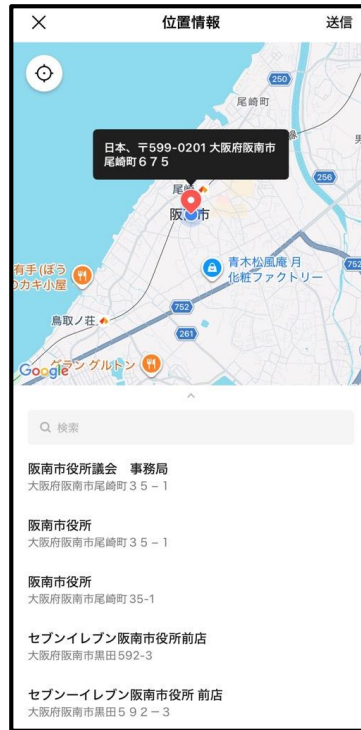 位置情報
送信
250
尾崎町
日本、〒599-0201 大阪府阪南市
尾崎町６７５
256
阪南市
有手(ぼう
のカキ小屋
青木松風庵 月
化粧ファクトリー
752
752
鳥取ノ荘
261
グラン グルトン
Google
検索
阪南市役所議会　事務局
大阪府阪南市尾崎町３５－１
阪南市役所
大阪府阪南市尾崎町３５－１
阪南市役所
大阪府阪南市尾崎町 35-1
セブンイレブン阪南市役所前店
大阪府阪南市黒田 592-3
セブンーイレブン阪南市役所 前店
大阪府阪南市黒田５９２－３